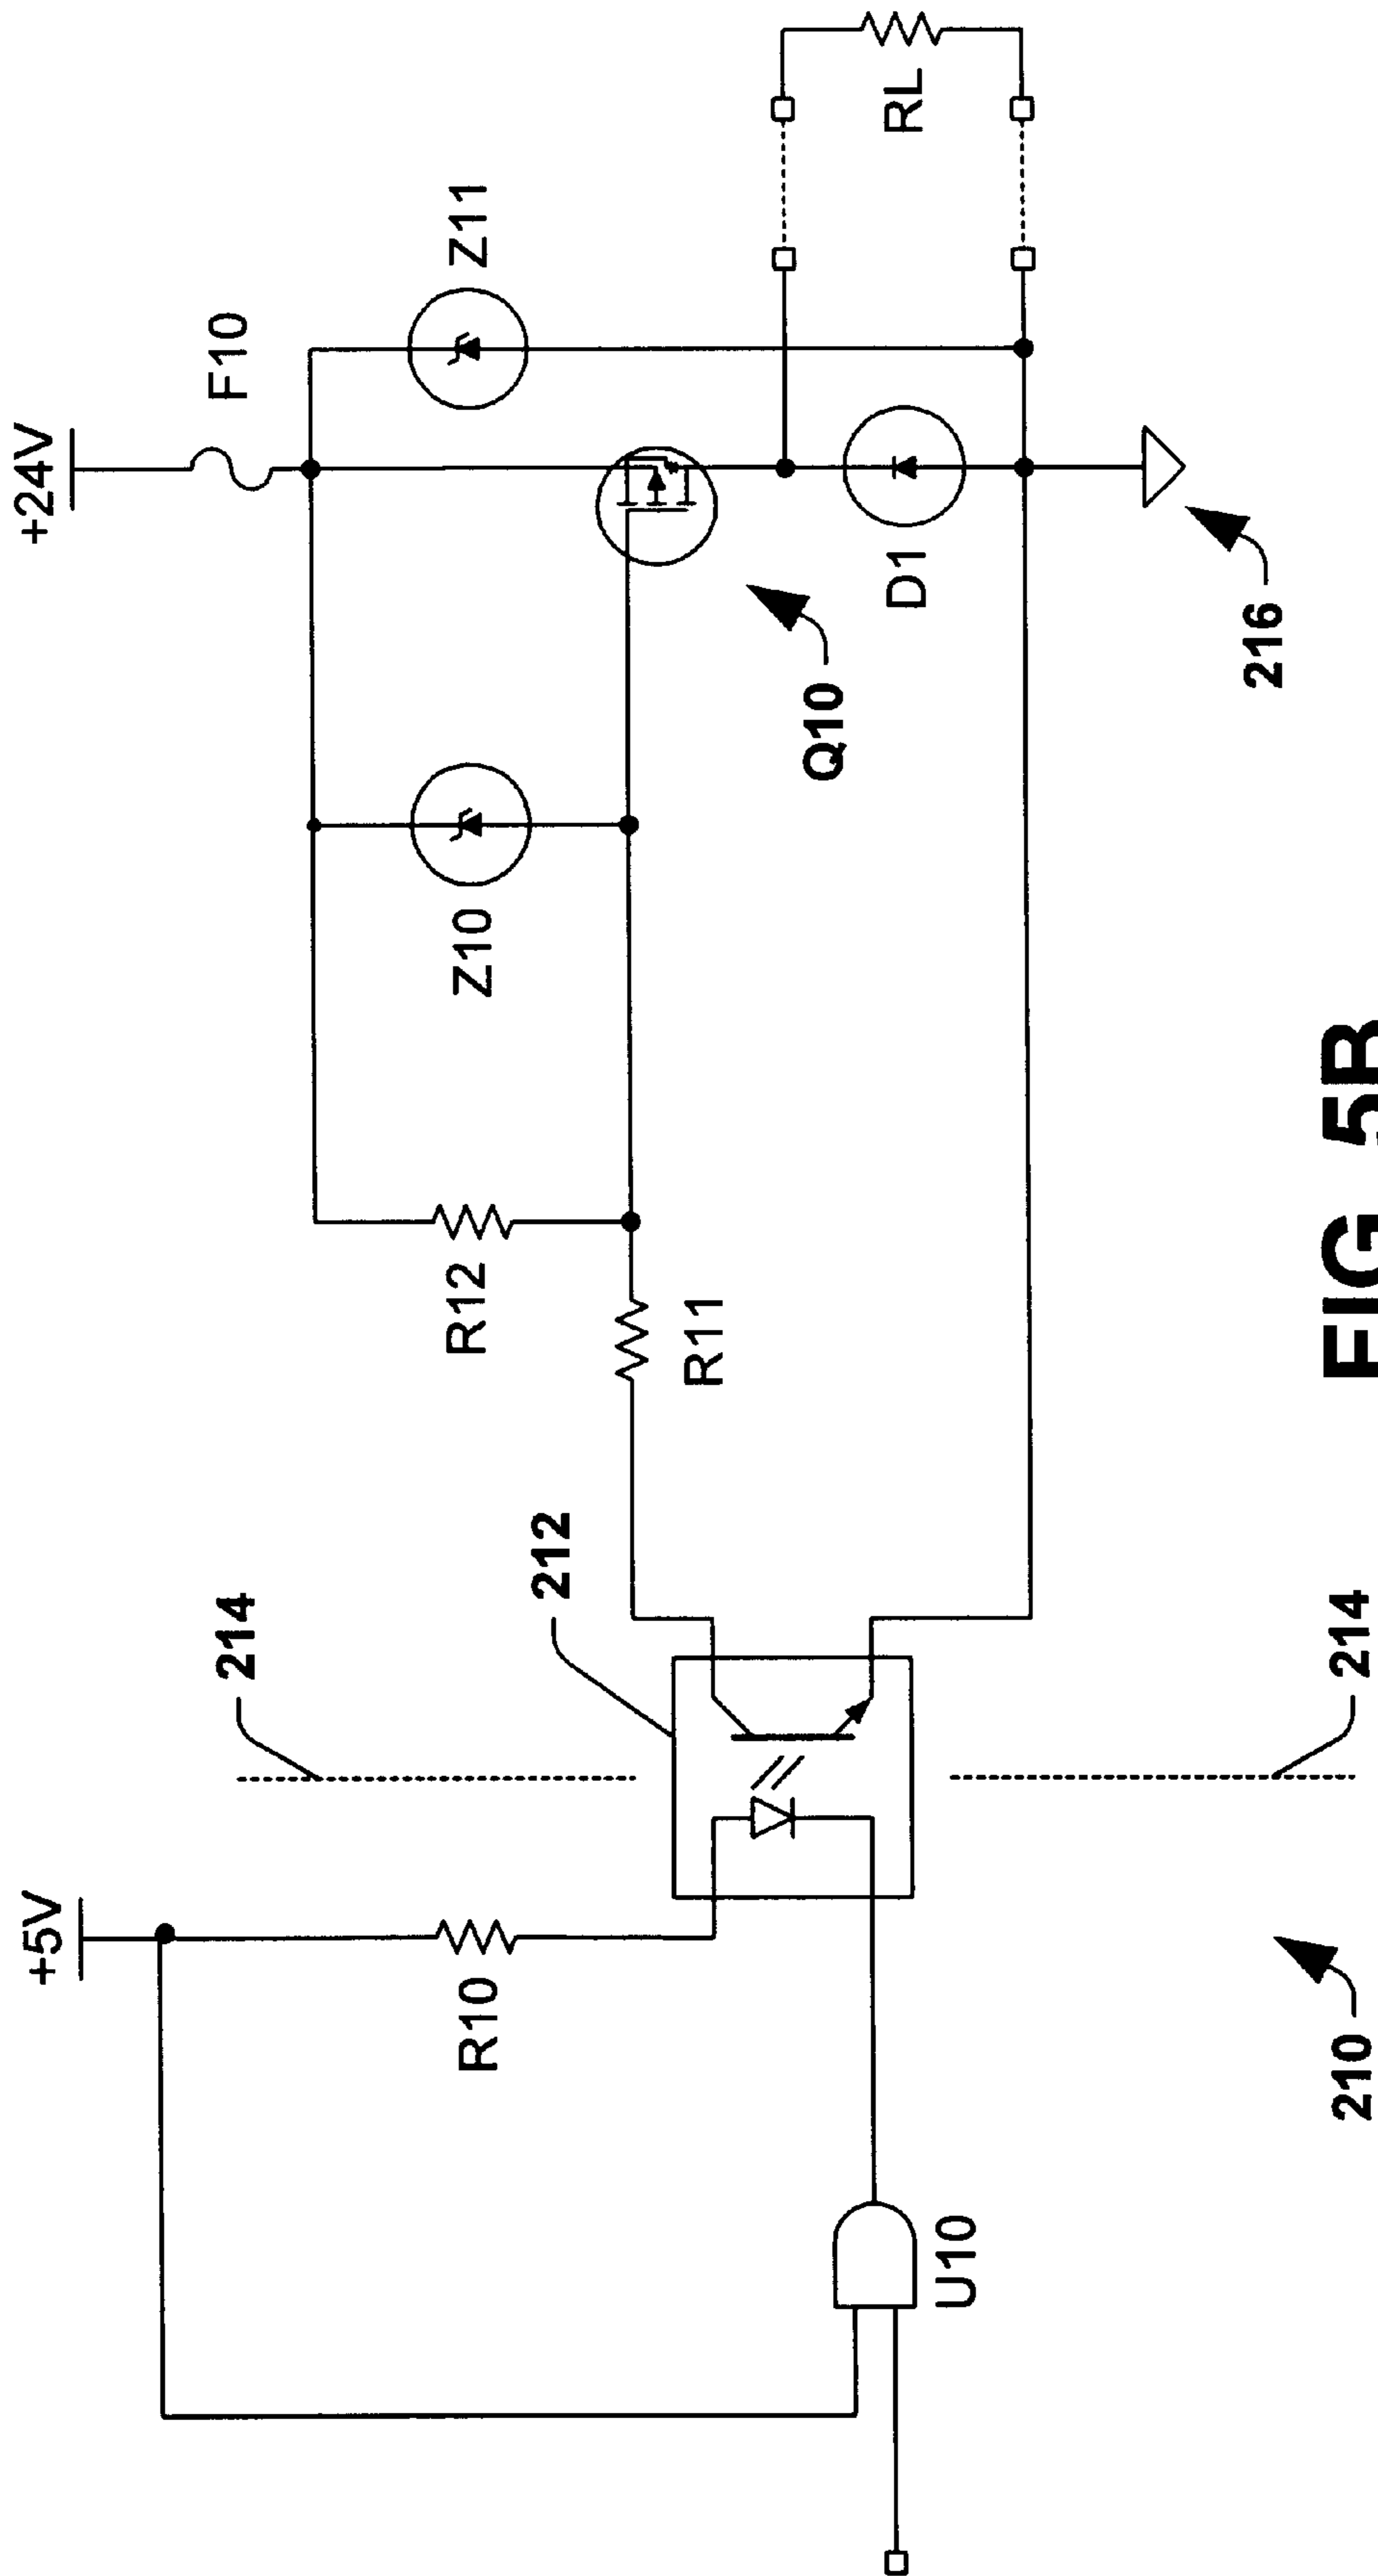 +24V
F10
Z11
RL
Z10
Q10
D1
216
R12
R11
+5V
214
212
R10
U10
214
210
FIG. 5B